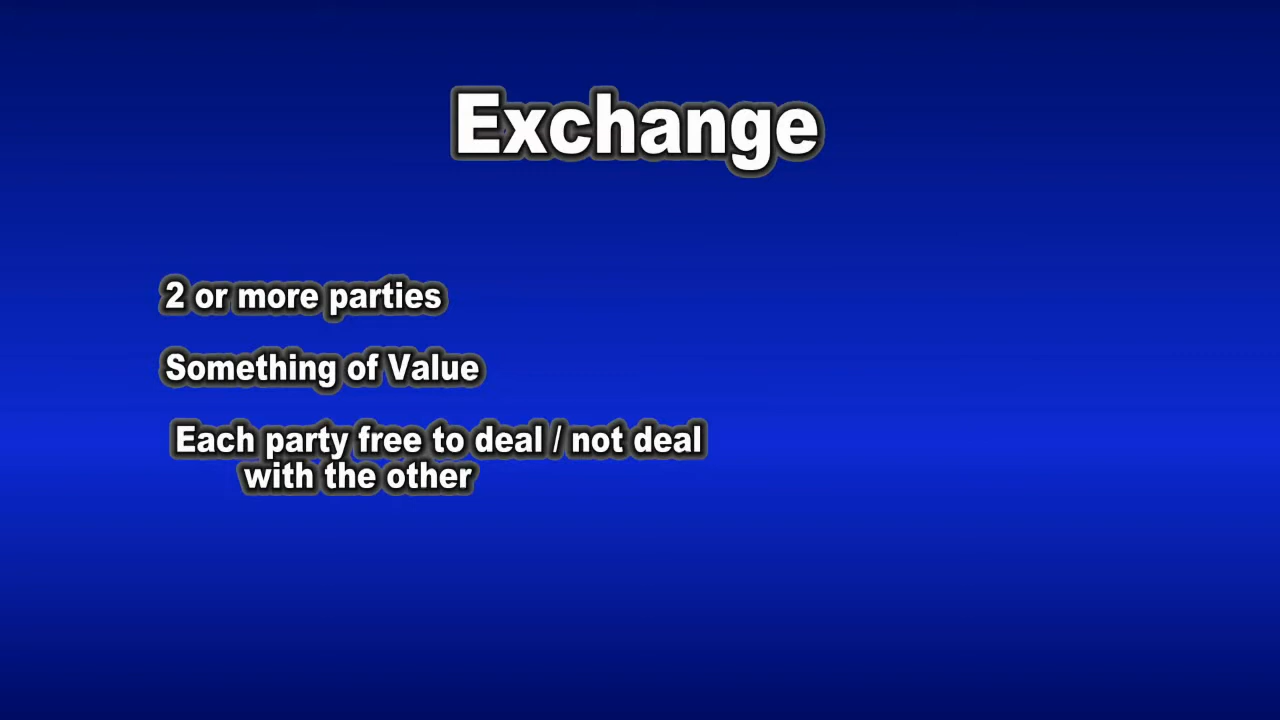 Exchange
2 or more parties
Something of Value
Each party free to deal / not deal
with the other